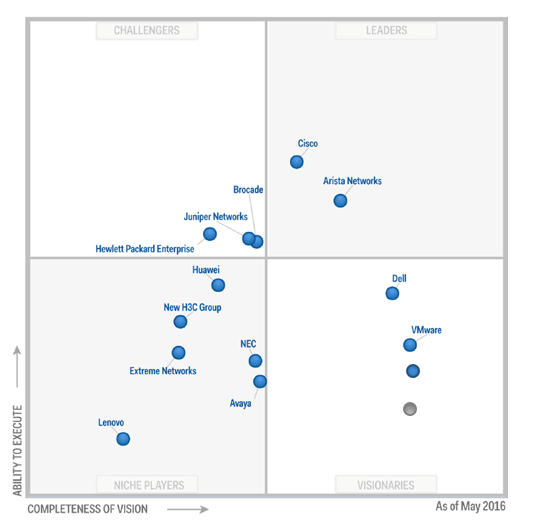 CHALLENGERS
LEADERS
Cisco
Arista Networks
Brocade
Juniper Networks
Hewlett Packard Enterprise
Huawei
Dell
New H3C Group
VMware
NEC
Extreme Networks
Avaya
Lenovo
NICHE PLAYERS
VISIONARIES
ABILITY TO EXECUTE
COMPLETENESS OF VISION
As of May 2016